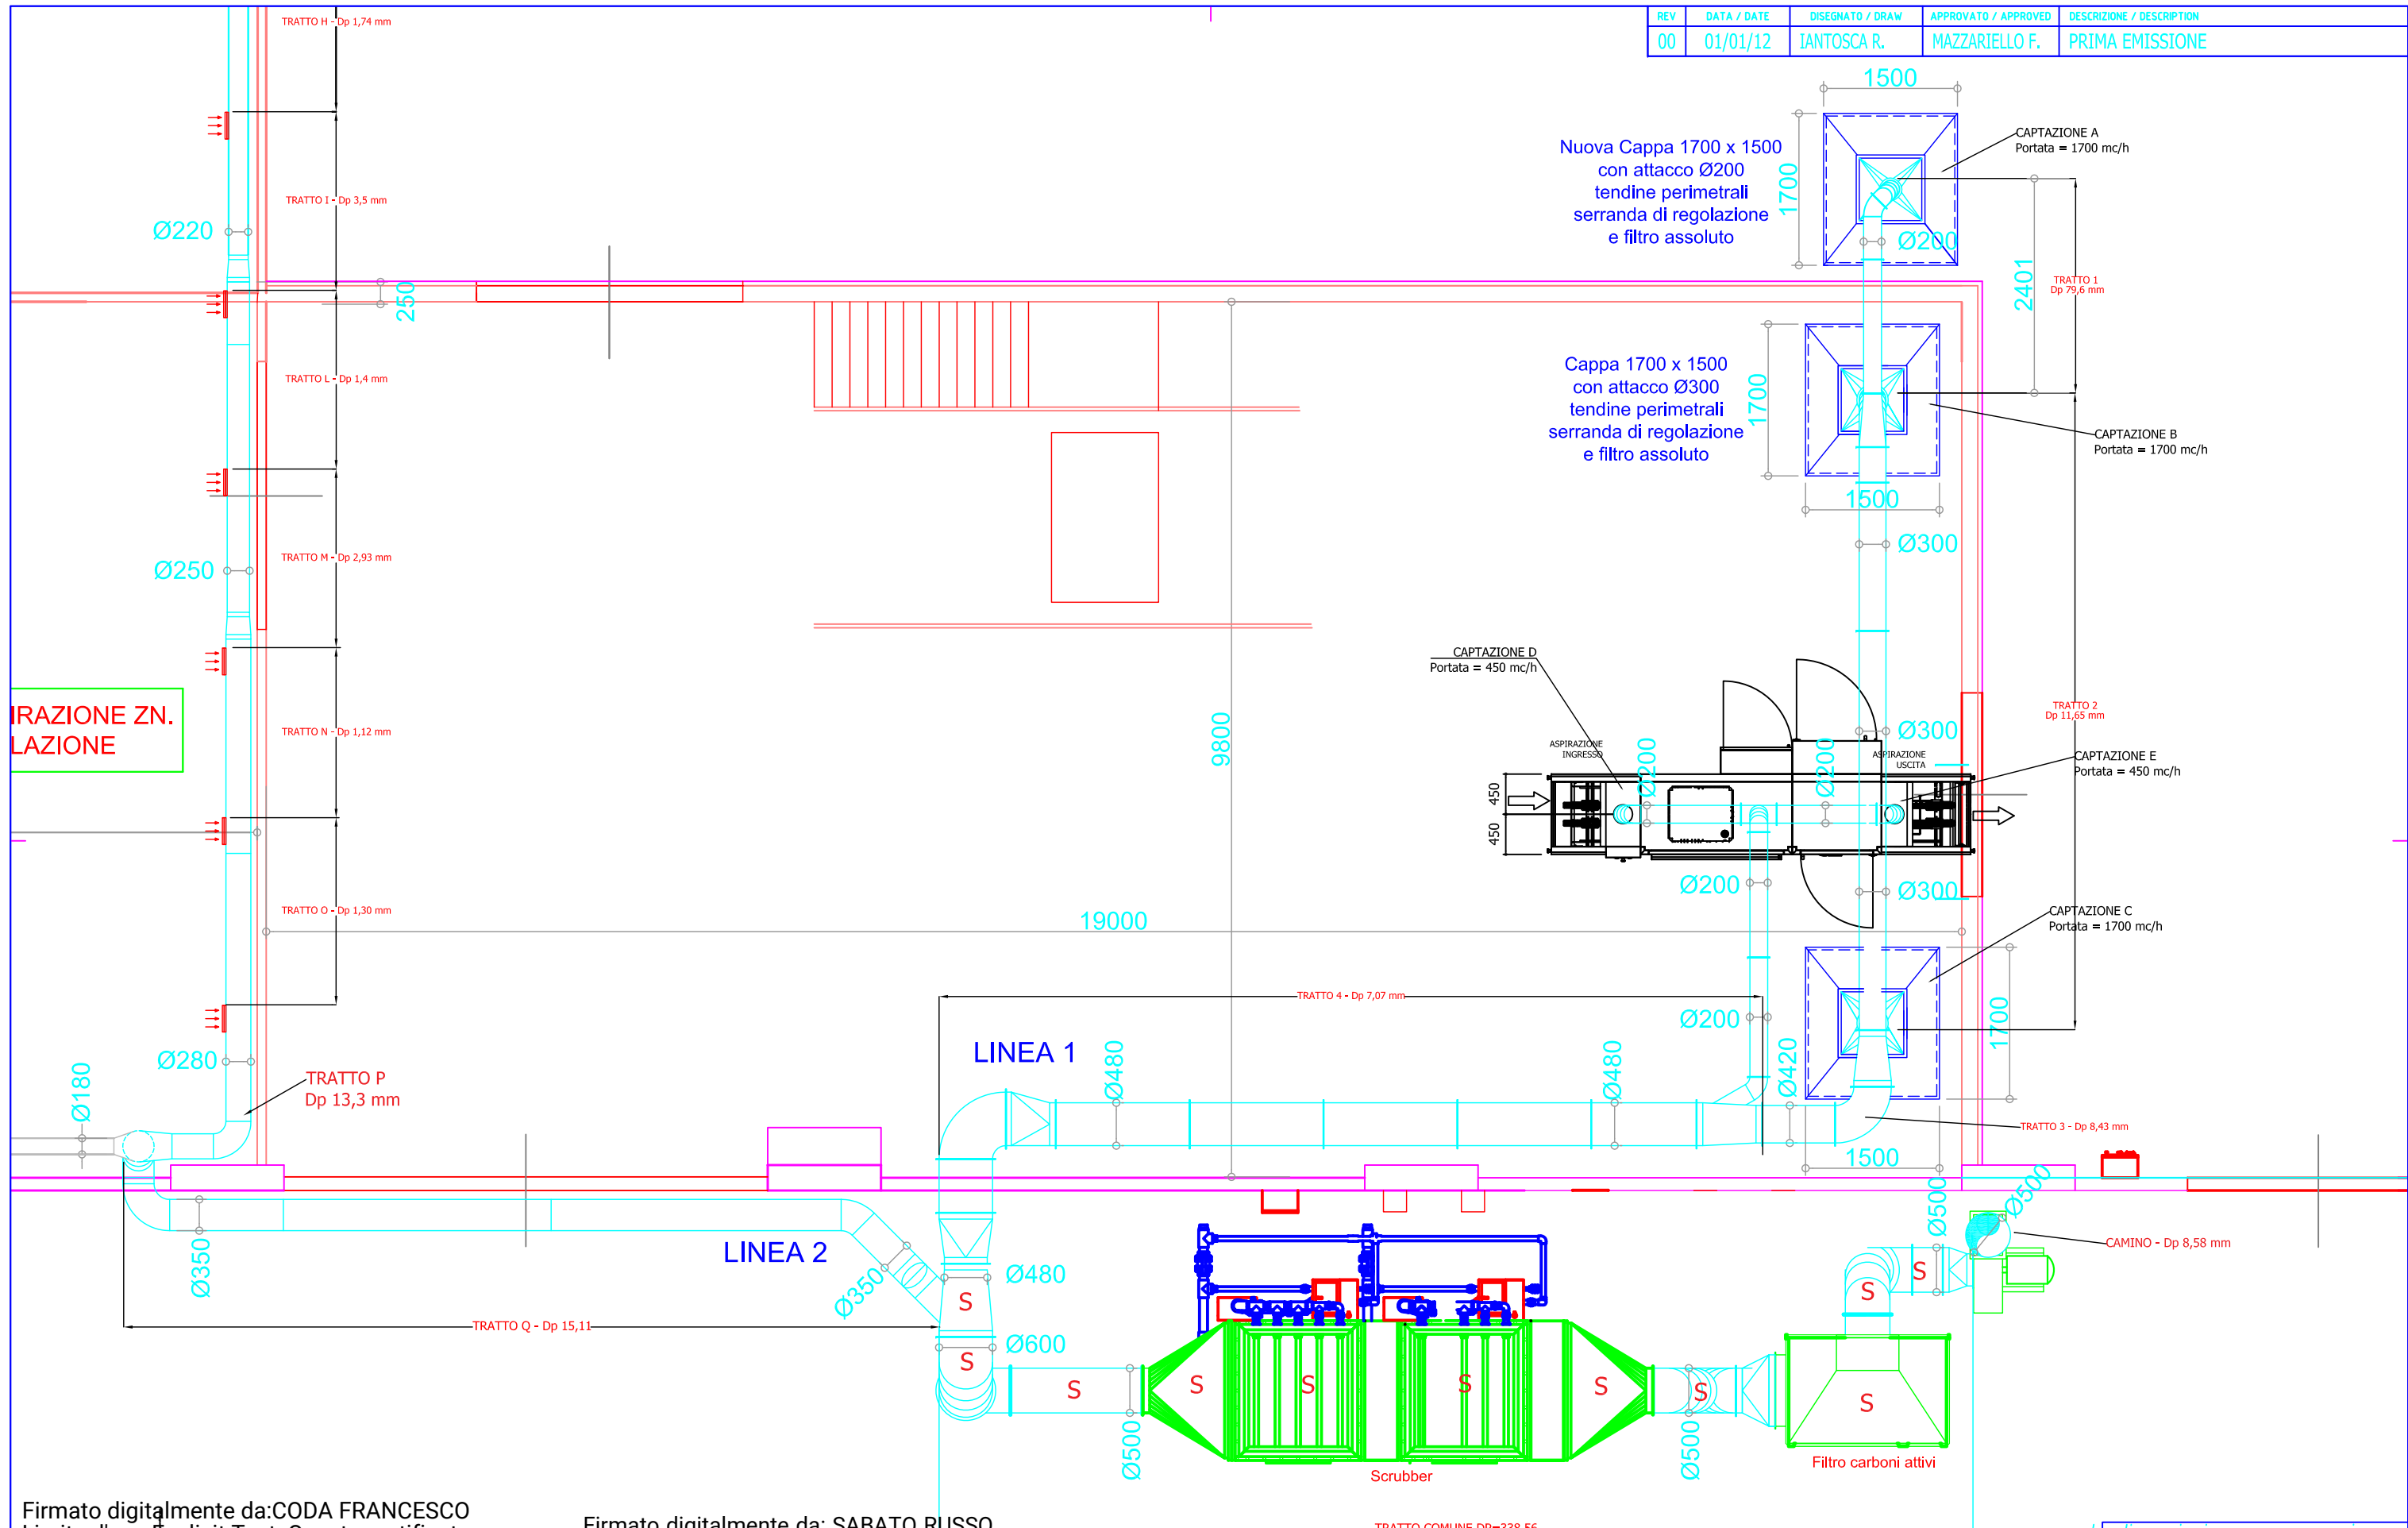 REV DATA / DATE DISEGNATO / DRAW APPROVATO / APPROVED DESCRIZIONE / DESCRIPTION
00 01/01/12 IANTOSCA R. MAZZARIELLO F. PRIMA EMISSIONE
TRATTO H - Dp 1,74 mm
1500
CAPTAZIONE A
Portata = 1700 mc/h
Nuova Cappa 1700 x 1500
con attacco Ø200
tendine perimetrali
serranda di regolazione
e filtro assoluto
1700
TRATTO I - Dp 3,5 mm
Ø220
Ø200
2401
TRATTO 1
Dp 79,6 mm
250
Cappa 1700 x 1500
con attacco Ø300
tendine perimetrali
serranda di regolazione
e filtro assoluto
1700
TRATTO L - Dp 1,4 mm
CAPTAZIONE B
Portata = 1700 mc/h
1500
TRATTO M - Dp 2,93 mm
Ø250
Ø300
CAPTAZIONE D
Portata = 450 mc/h
IRAZIONE ZN.
LAZIONE
TRATTO N - Dp 1,12 mm
9800
TRATTO 2
Dp 11,65 mm
Ø300
ASPIRAZIONE
INGRESSO
Ø200
Ø200
ASPIRAZIONE
USCITA
CAPTAZIONE E
Portata = 450 mc/h
450
450
Ø200
Ø300
TRATTO O - Dp 1,30 mm
19000
CAPTAZIONE C
Portata = 1700 mc/h
TRATTO 4 - Dp 7,07 mm
Ø200
1700
LINEA 1
Ø480
Ø480
Ø420
Ø280
TRATTO P
Dp 13,3 mm
Ø180
TRATTO 3 - Dp 8,43 mm
1500
Ø500
Ø500
LINEA 2
CAMINO - Dp 8,58 mm
Ø350
Ø350
Ø480
S
S
S
TRATTO Q - Dp 15,11
Ø600
S
S
S
S
S
S
S
S
Ø500
Ø500
Scrubber
Filtro carboni attivi
Firmato digitalmente da:CODA FRANCESCO
Firmato digitalmente da: SABATO RUSSO
TRATTO COMUNE DP=338,56